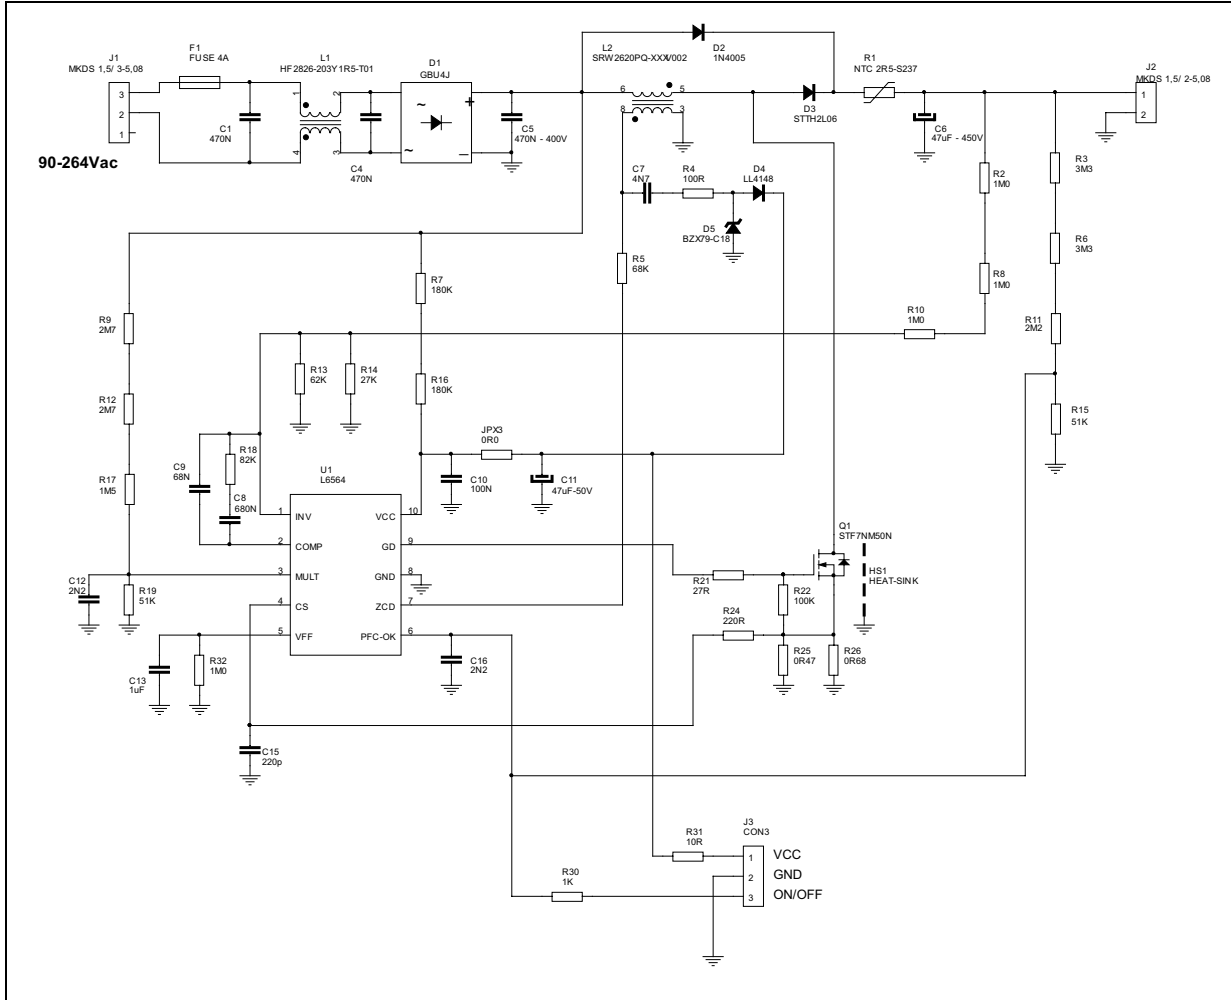 J1
MKDS 1,5/ 3-5,08
F1
FUSE 4A
L1
HF2826-203Y1R5-T01
D1
GBU4J
L2
SRW2620PQ-XXXV002
D2
1N4005
R1
NTC 2R5-S237
J2
MKDS 1,5/ 2-5,08
3
2
1
C1
470N
1
2
4
3
C4
470N
~
~
+
–
C5
470N - 400V
6
5
8
3
D3
STTH2L06
C6
47uF - 450V
1
2
90-264Vac
C7
4N7
R4
100R
D4
LL4148
D5
BZX79-C18
R2
1M0
R3
3M3
R5
68K
R6
3M3
R7
180K
R8
1M0
R9
2M7
R10
1M0
R11
2M2
R13
62K
R14
27K
R16
180K
R12
2M7
R15
51K
R17
1M5
C9
68N
R18
82K
C8
680N
U1
L6564
JPX3
0R0
C10
100N
C11
47uF-50V
1 INV
2 COMP
3 MULT
4 CS
5 VFF
VCC 10
GD 9
GND 8
ZCD 7
PFC-OK 6
Q1
STF7NM50N
HS1
HEAT-SINK
C12
2N2
R19
51K
R21
27R
R22
100K
R24
220R
R25
0R47
R26
0R68
C13
1uF
R32
1M0
C16
2N2
C15
220p
J3
CON3
R31
10R
R30
1K
1 VCC
2 GND
3 ON/OFF